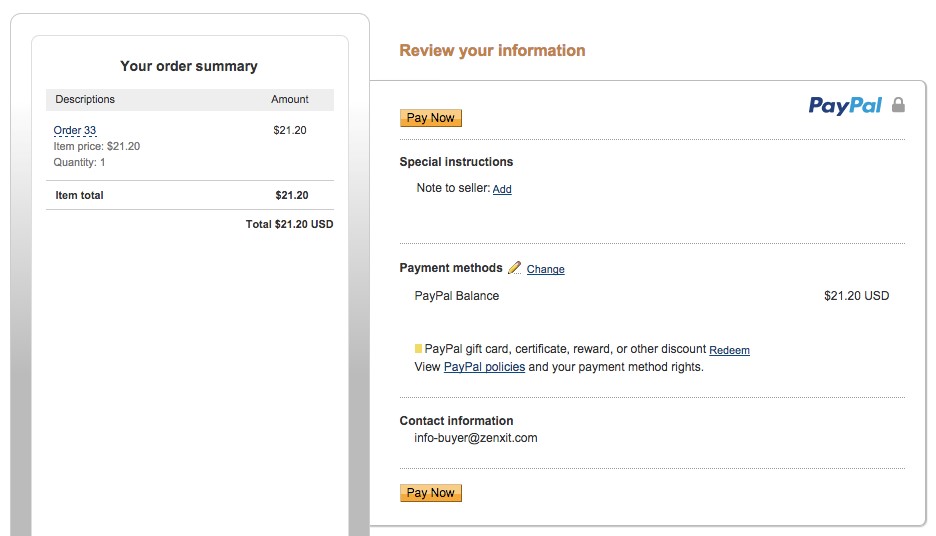 Your order summary
Descriptions Amount
Order 33 $21.20
Item price: $21.20
Quantity: 1
Item total $21.20
Total $21.20 USD
Review your information
PayPal
Pay Now
Special instructions
Note to seller: Add
Payment methods Change
PayPal Balance $21.20 USD
PayPal gift card, certificate, reward, or other discount Redeem
View PayPal policies and your payment method rights.
Contact information
info-buyer@zenxit.com
Pay Now